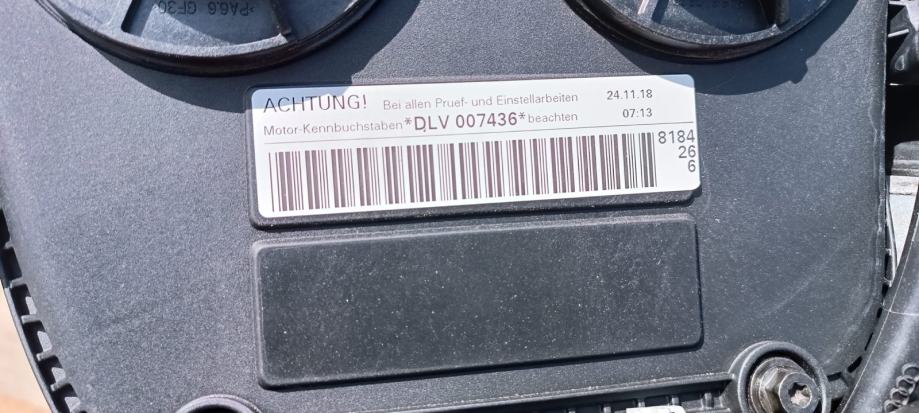 >PA6.6 GF30
ACHTUNG! Bei allen Pruef- und Einstellarbeiten 24.11.18
Motor-Kennbuchstaben *DLV 007436* beachten 07:13
8184
26
6